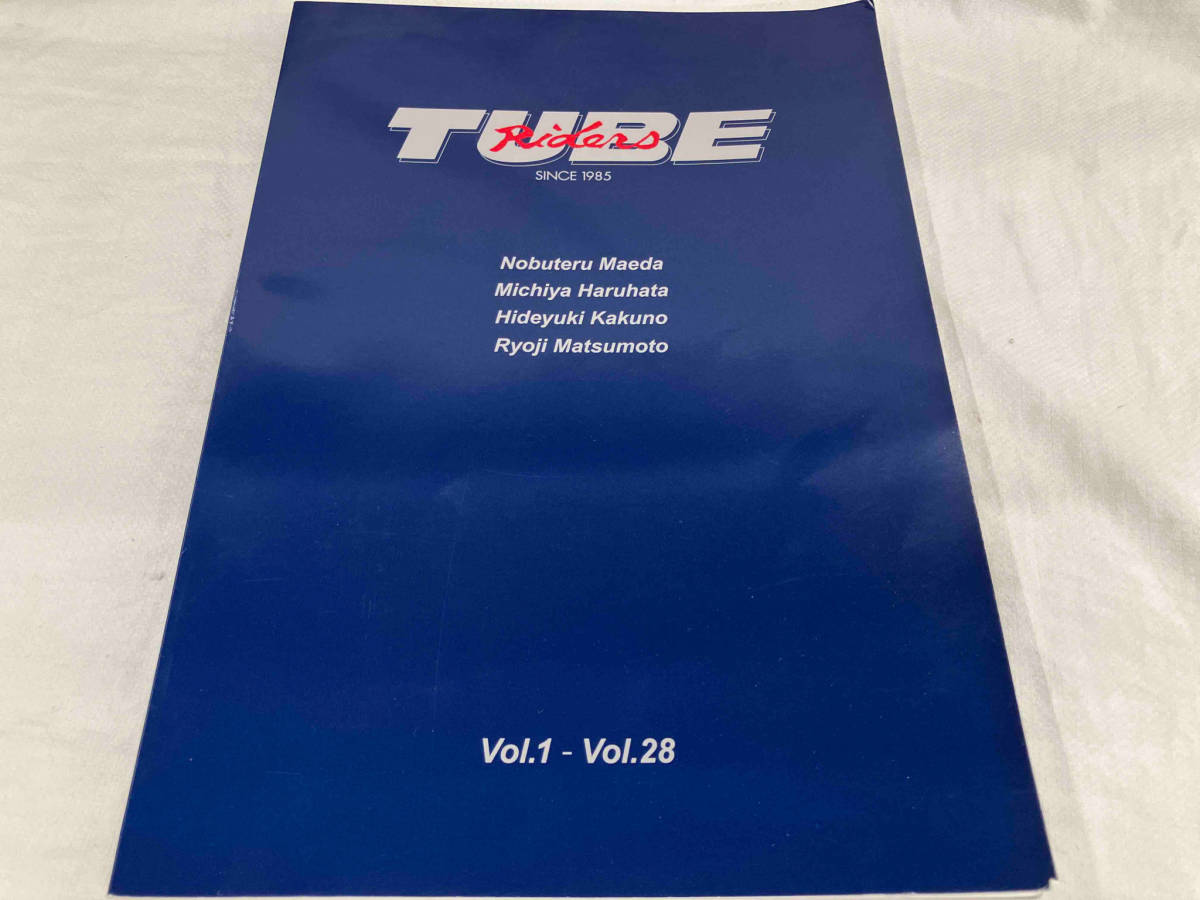 TUBE
Riders
SINCE 1985
Nobuteru Maeda
Michiya Haruhata
Hideyuki Kakuno
Ryoji Matsumoto
Vol.1 - Vol.28